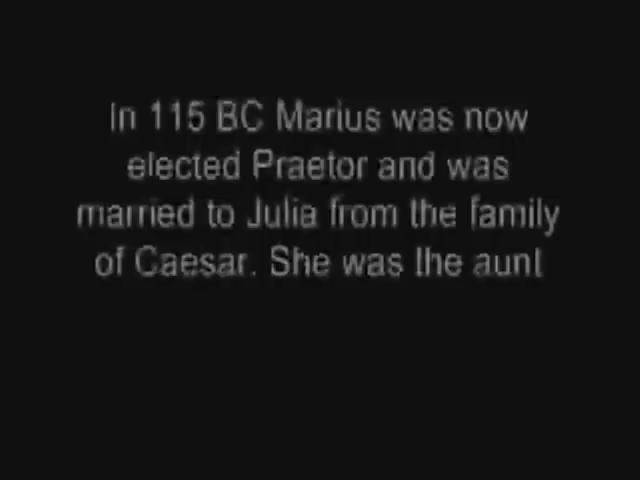 In 115 BC Marius was now
elected Praetor and was
married to Julia from the family
of Caesar. She was the aunt